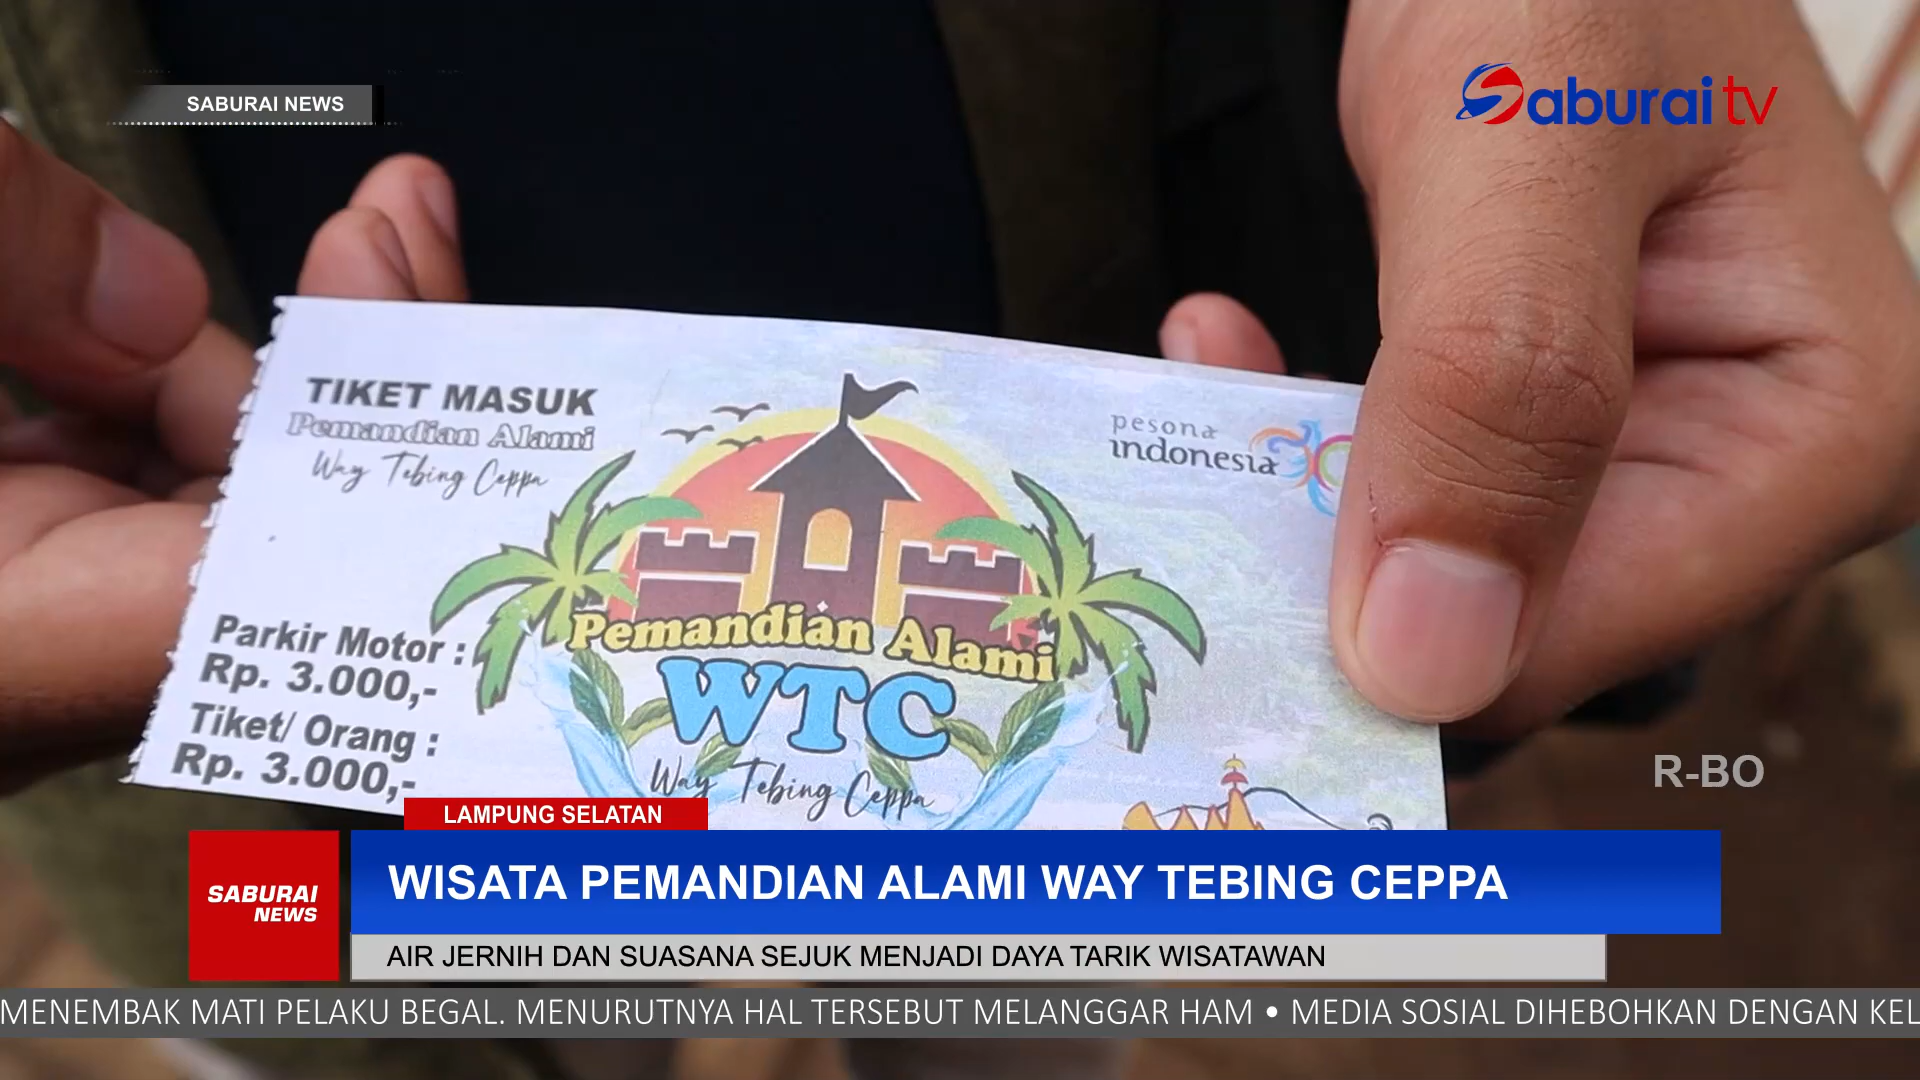 SABURAI NEWS
Saburai tv
TIKET MASUK
Pemandian Alami
Way Tebing Ceppa
pesona
indonesia
Parkir Motor :
Rp. 3.000,-
Tiket/ Orang :
Rp. 3.000,-
Pemandian Alami
WTC
Way Tebing Ceppa
R-BO
LAMPUNG SELATAN
SABURAI
NEWS
WISATA PEMANDIAN ALAMI WAY TEBING CEPPA
AIR JERNIH DAN SUASANA SEJUK MENJADI DAYA TARIK WISATAWAN
MENEMBAK MATI PELAKU BEGAL. MENURUTNYA HAL TERSEBUT MELANGGAR HAM • MEDIA SOSIAL DIHEBOHKAN DENGAN KEL